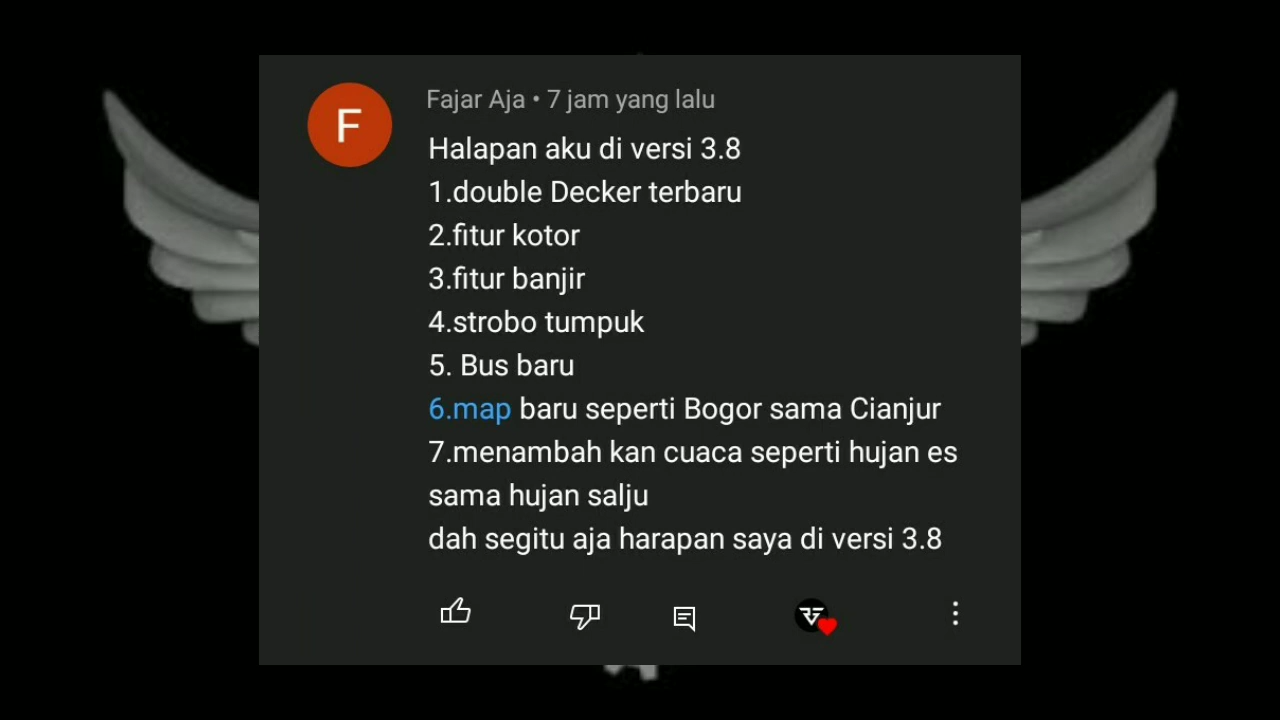 F
Fajar Aja • 7 jam yang lalu
Halapan aku di versi 3.8
1.double Decker terbaru
2.fitur kotor
3.fitur banjir
4.strobo tumpuk
5. Bus baru
6.map baru seperti Bogor sama Cianjur
7.menambah kan cuaca seperti hujan es
sama hujan salju
dah segitu aja harapan saya di versi 3.8